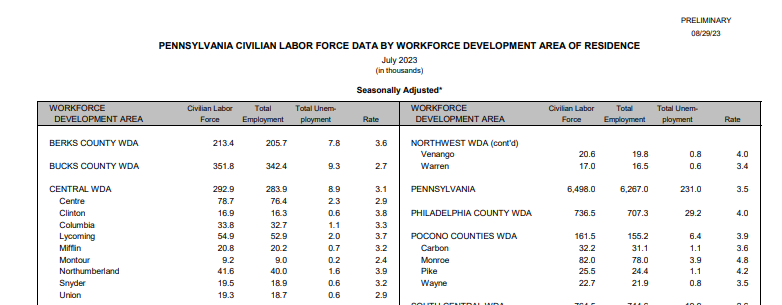 PRELIMINARY
08/29/23
PENNSYLVANIA CIVILIAN LABOR FORCE DATA BY WORKFORCE DEVELOPMENT AREA OF RESIDENCE
July 2023
(in thousands)
Seasonally Adjusted*
WORKFORCE Civilian Labor Total Total Unem-
DEVELOPMENT AREA Force Employment ployment Rate
BERKS COUNTY WDA 213.4 205.7 7.8 3.6
BUCKS COUNTY WDA 351.8 342.4 9.3 2.7
CENTRAL WDA 292.9 283.9 8.9 3.1
Centre 78.7 76.4 2.3 2.9
Clinton 16.9 16.3 0.6 3.8
Columbia 33.8 32.7 1.1 3.3
Lycoming 54.9 52.9 2.0 3.7
Mifflin 20.8 20.2 0.7 3.2
Montour 9.2 9.0 0.2 2.4
Northumberland 41.6 40.0 1.6 3.9
Snyder 19.5 18.9 0.6 3.2
Union 19.3 18.7 0.6 2.9
WORKFORCE Civilian Labor Total Total Unem-
DEVELOPMENT AREA Force Employment ployment Rate
NORTHWEST WDA (cont'd)
Venango 20.6 19.8 0.8 4.0
Warren 17.0 16.5 0.6 3.4
PENNSYLVANIA 6,498.0 6,267.0 231.0 3.5
PHILADELPHIA COUNTY WDA 736.5 707.3 29.2 4.0
POCONO COUNTIES WDA 161.5 155.2 6.4 3.9
Carbon 32.2 31.1 1.1 3.6
Monroe 82.0 78.0 3.9 4.8
Pike 25.5 24.4 1.1 4.2
Wayne 22.7 21.9 0.8 3.5
SOUTH CENTRAL WDA